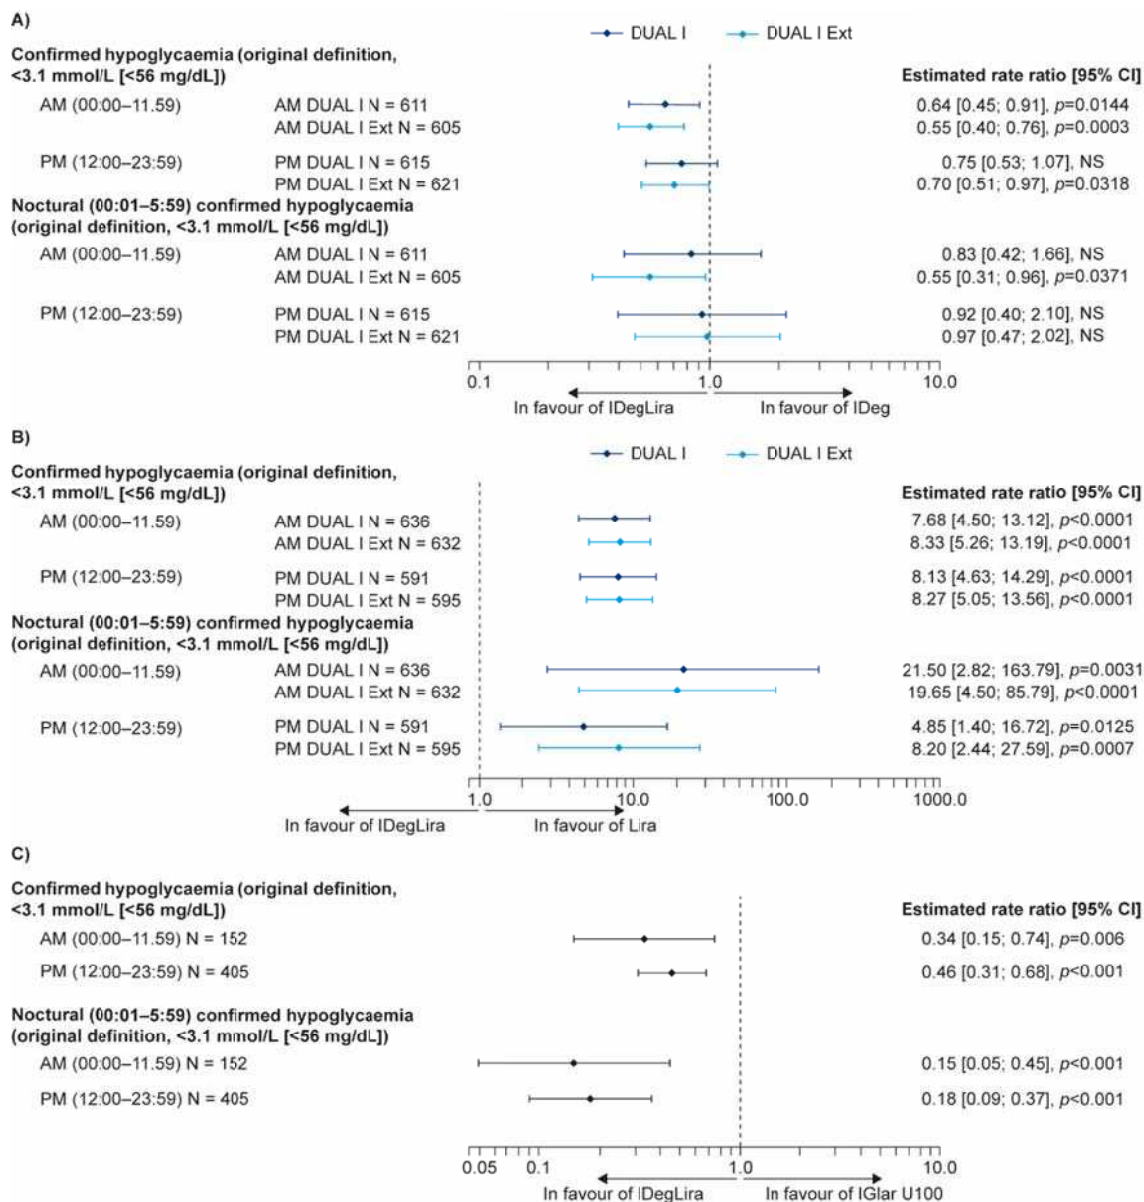 A)
DUAL I DUAL I Ext
Confirmed hypoglycaemia (original definition,
<3.1 mmol/L [<56 mg/dL]) Estimated rate ratio [95% CI]
AM (00:00–11.59) AM DUAL I N = 611 0.64 [0.45; 0.91], p=0.0144
AM DUAL I Ext N = 605 0.55 [0.40; 0.76], p=0.0003
PM (12:00–23:59) PM DUAL I N = 615 0.75 [0.53; 1.07], NS
PM DUAL I Ext N = 621 0.70 [0.51; 0.97], p=0.0318
Noctural (00:01–5:59) confirmed hypoglycaemia
(original definition, <3.1 mmol/L [<56 mg/dL])
AM (00:00–11.59) AM DUAL I N = 611 0.83 [0.42; 1.66], NS
AM DUAL I Ext N = 605 0.55 [0.31; 0.96], p=0.0371
PM (12:00–23:59) PM DUAL I N = 615 0.92 [0.40; 2.10], NS
PM DUAL I Ext N = 621 0.97 [0.47; 2.02], NS
0.1 1.0 10.0
In favour of IDegLira In favour of IDeg
B)
DUAL I DUAL I Ext
Confirmed hypoglycaemia (original definition,
<3.1 mmol/L [<56 mg/dL]) Estimated rate ratio [95% CI]
AM (00:00–11.59) AM DUAL I N = 636 7.68 [4.50; 13.12], p<0.0001
AM DUAL I Ext N = 632 8.33 [5.26; 13.19], p<0.0001
PM (12:00–23:59) PM DUAL I N = 591 8.13 [4.63; 14.29], p<0.0001
PM DUAL I Ext N = 595 8.27 [5.05; 13.56], p<0.0001
Noctural (00:01–5:59) confirmed hypoglycaemia
(original definition, <3.1 mmol/L [<56 mg/dL])
AM (00:00–11.59) AM DUAL I N = 636 21.50 [2.82; 163.79], p=0.0031
AM DUAL I Ext N = 632 19.65 [4.50; 85.79], p<0.0001
PM (12:00–23:59) PM DUAL I N = 591 4.85 [1.40; 16.72], p=0.0125
PM DUAL I Ext N = 595 8.20 [2.44; 27.59], p=0.0007
1.0 10.0 100.0 1000.0
In favour of IDegLira In favour of Lira
C)
Confirmed hypoglycaemia (original definition,
<3.1 mmol/L [<56 mg/dL]) Estimated rate ratio [95% CI]
AM (00:00–11.59) N = 152 0.34 [0.15; 0.74], p=0.006
PM (12:00–23:59) N = 405 0.46 [0.31; 0.68], p<0.001
Noctural (00:01–5:59) confirmed hypoglycaemia
(original definition, <3.1 mmol/L [<56 mg/dL])
AM (00:00–11.59) N = 152 0.15 [0.05; 0.45], p<0.001
PM (12:00–23:59) N = 405 0.18 [0.09; 0.37], p<0.001
0.05 0.1 1.0 10.0
In favour of IDegLira In favour of IGlar U100